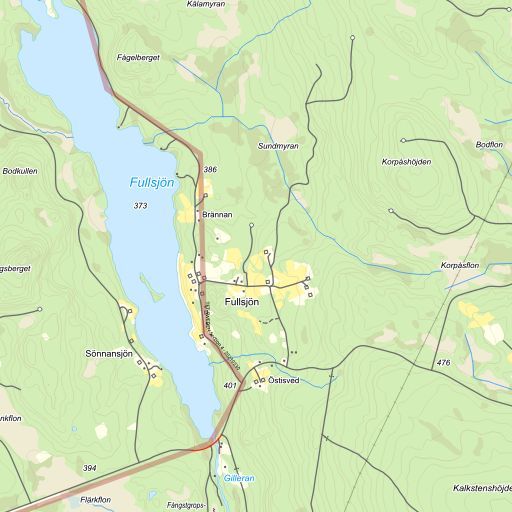 Kälamyran
Fågelberget
Sundmyran
Bodflon
Korpåshöjden
Bodkullen
386
Fullsjön
373
Brännan
Korpåsflon
gsberget
Fullsjön
Sönnansjön
476
401
Östisved
nkflon
394
Gilleran
Flärkflon
Fångstgrops-
Kalkstenshöjden